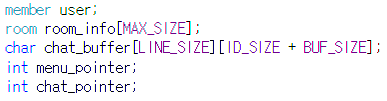 member user;
room room_info[MAX_SIZE];
char chat_buffer[LINE_SIZE][ID_SIZE + BUF_SIZE];
int menu_pointer;
int chat_pointer;